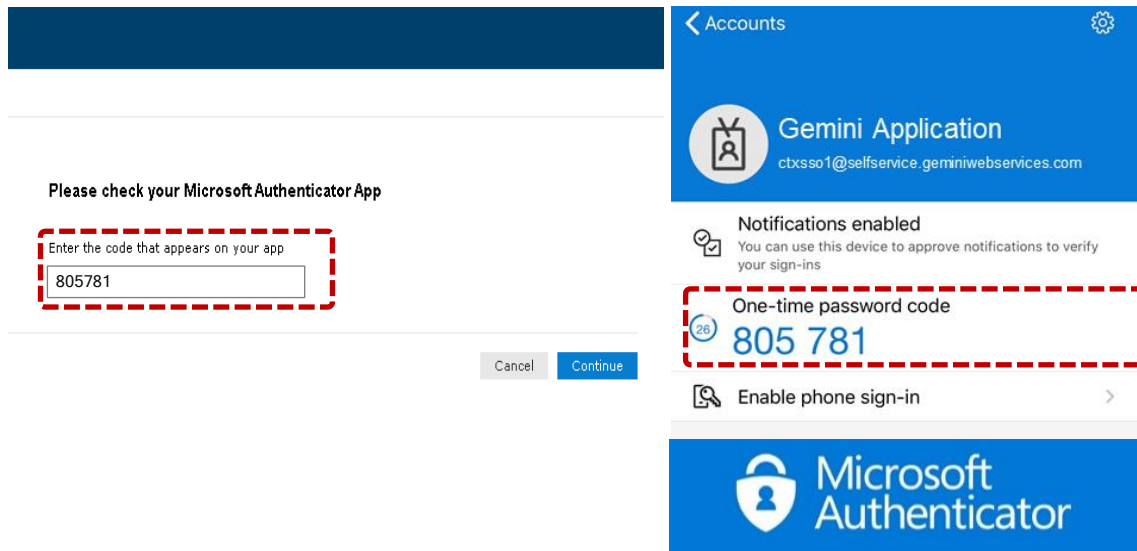 Please check your Microsoft Authenticator App
Enter the code that appears on your app
805781
Cancel
Continue
Accounts
Gemini Application
ctxsso1@selfservice.geminiwebservices.com
Notifications enabled
You can use this device to approve notifications to verify
your sign-ins
One-time password code
26
805 781
Enable phone sign-in
Microsoft
Authenticator